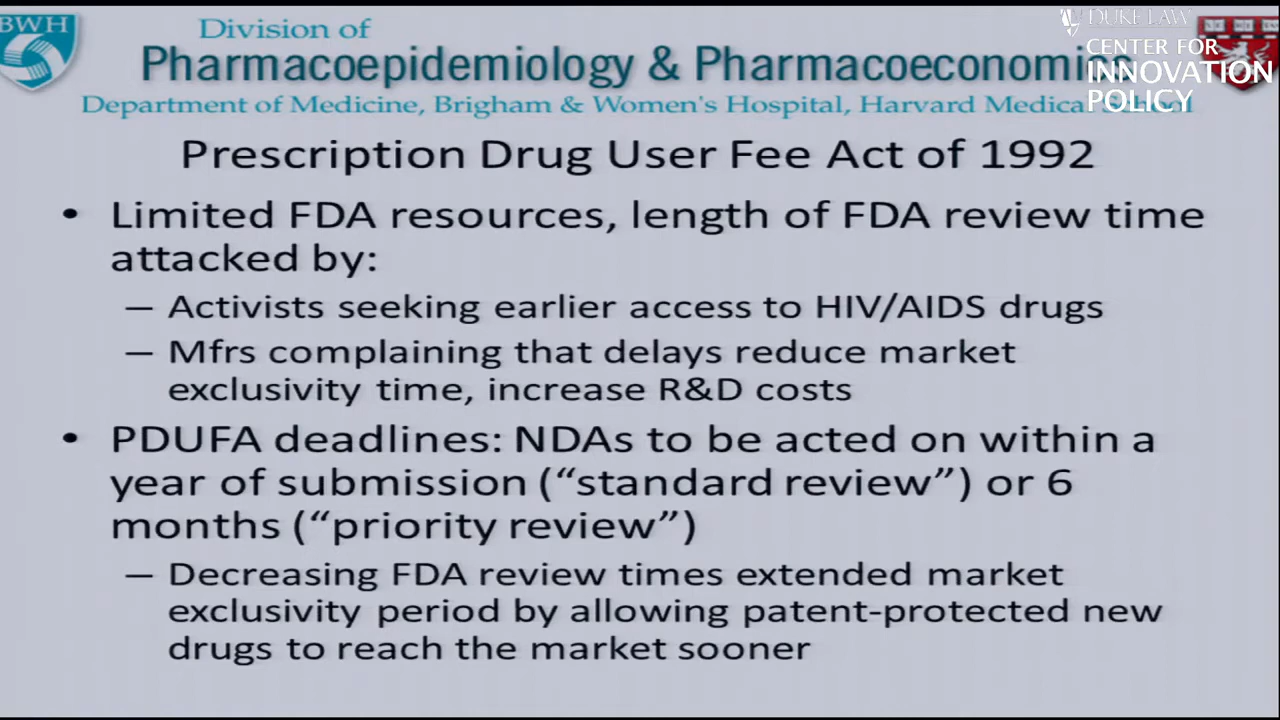 BWH
Division of
Pharmacoepidemiology & Pharmacoeconomi
Department of Medicine, Brigham & Women's Hospital, Harvard Medical School
DUKE LAW
CENTER FOR
INNOVATION
POLICY
Prescription Drug User Fee Act of 1992
• Limited FDA resources, length of FDA review time
attacked by:
– Activists seeking earlier access to HIV/AIDS drugs
– Mfrs complaining that delays reduce market
exclusivity time, increase R&D costs
• PDUFA deadlines: NDAs to be acted on within a
year of submission (“standard review”) or 6
months (“priority review”)
– Decreasing FDA review times extended market
exclusivity period by allowing patent-protected new
drugs to reach the market sooner